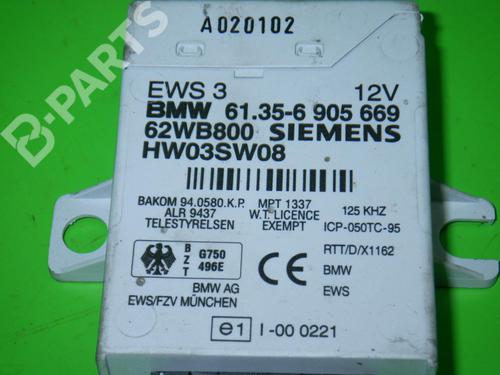 A020102
EWS 3 12V
BMW 61.35-6 905 669
62WB800 SIEMENS
HW03SW08
BAKOM 94.0580.K.P. MPT 1337 125 KHZ
ALR 9437 W.T. LICENCE
TELESTYRELSEN EXEMPT ICP-050TC-95
BZT G750 496E CE RTT/D/X1162
BMW
BMW AG EWS
EWS/FZV MÜNCHEN
e1 I-00 0221
B-PARTS